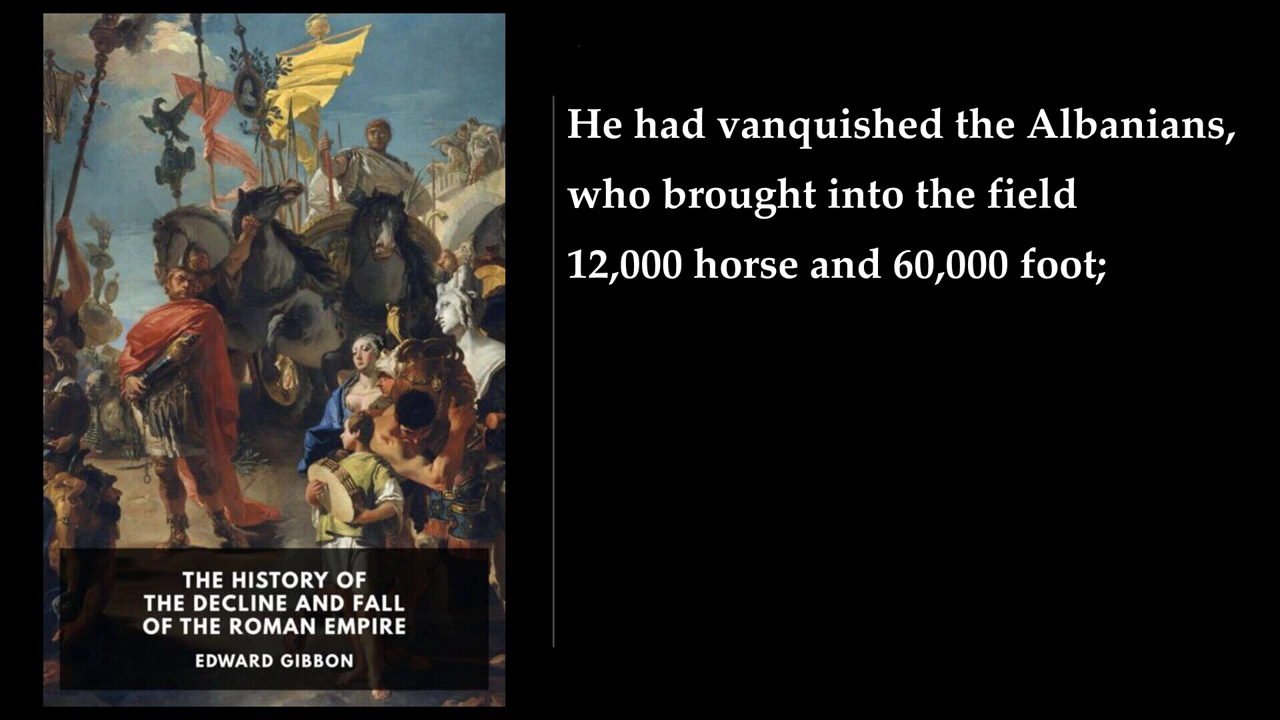 He had vanquished the Albanians,
who brought into the field
12,000 horse and 60,000 foot;
THE HISTORY OF
THE DECLINE AND FALL
OF THE ROMAN EMPIRE
EDWARD GIBBON